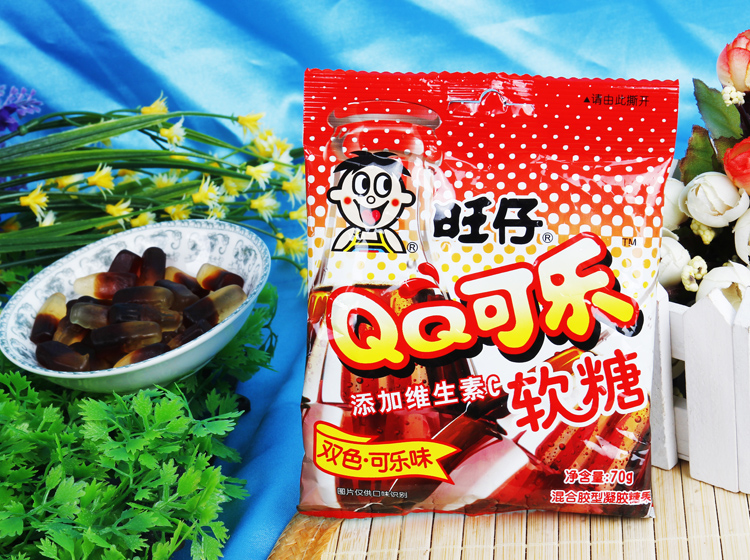 ▲请由此撕开
旺仔®
®
™
QQ可乐
添加维生素C
软糖
双色·可乐味
图片仅供口味识别
净含量:70g
混合胶型凝胶糖果